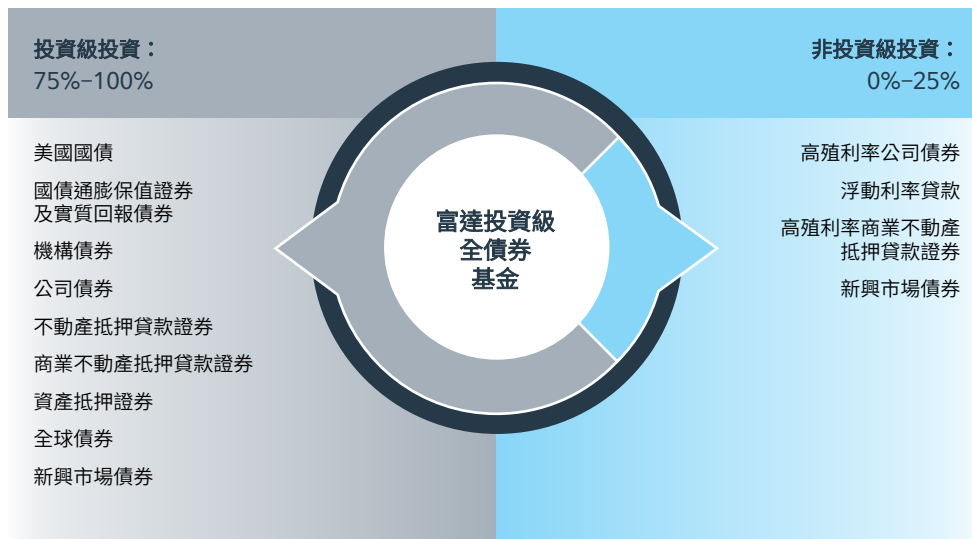 投資級投資：
75%–100%
美國國債
國債通膨保值證券
及實質回報債券
機構債券
公司債券
不動產抵押貸款證券
商業不動產抵押貸款證券
資產抵押證券
全球債券
新興市場債券
富達投資級
全債券
基金
非投資級投資：
0%–25%
高殖利率公司債券
浮動利率貸款
高殖利率商業不動產
抵押貸款證券
新興市場債券